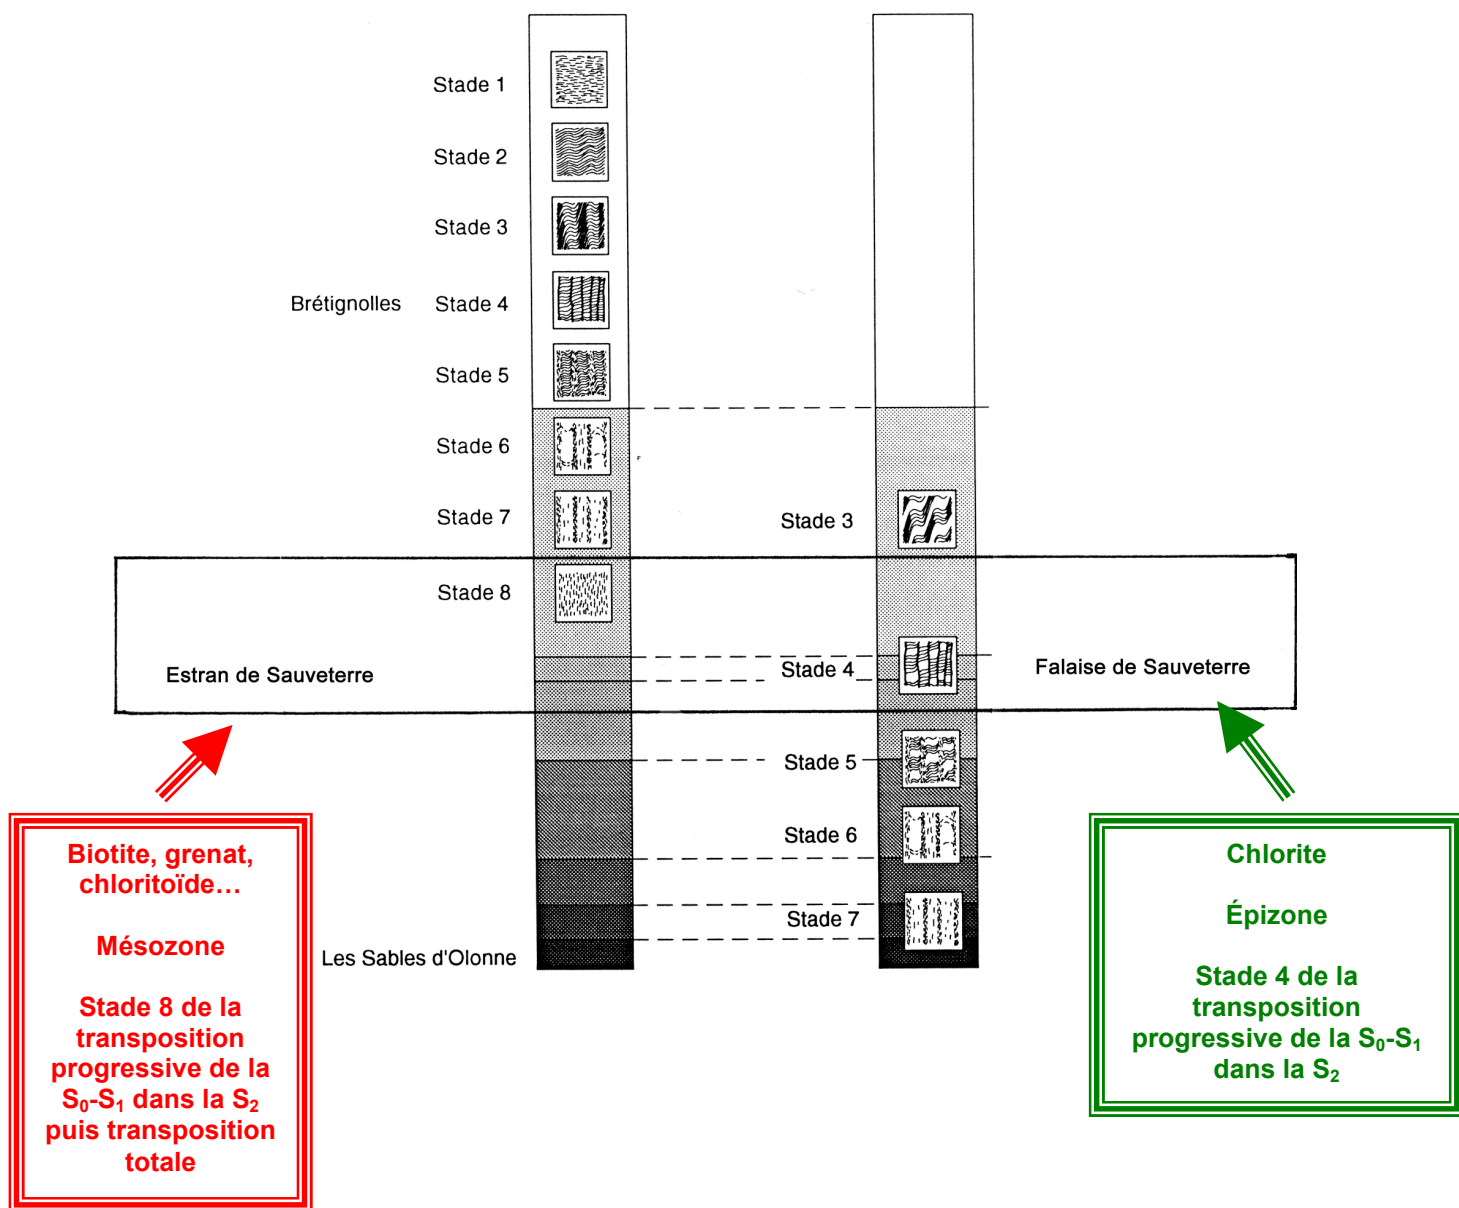 Stade 1
Stade 2
Stade 3
Brétignolles Stade 4
Stade 5
Stade 6
Stade 7
Stade 3
Stade 8
Estran de Sauveterre
Stade 4
Falaise de Sauveterre
Stade 5
Stade 6
Stade 7
Les Sables d'Olonne
Biotite, grenat,
chloritoïde...
Mésozone
Stade 8 de la
transposition
progressive de la
S₀-S₁ dans la S₂
puis transposition
totale
Chlorite
Épizone
Stade 4 de la
transposition
progressive de la S₀-S₁
dans la S₂